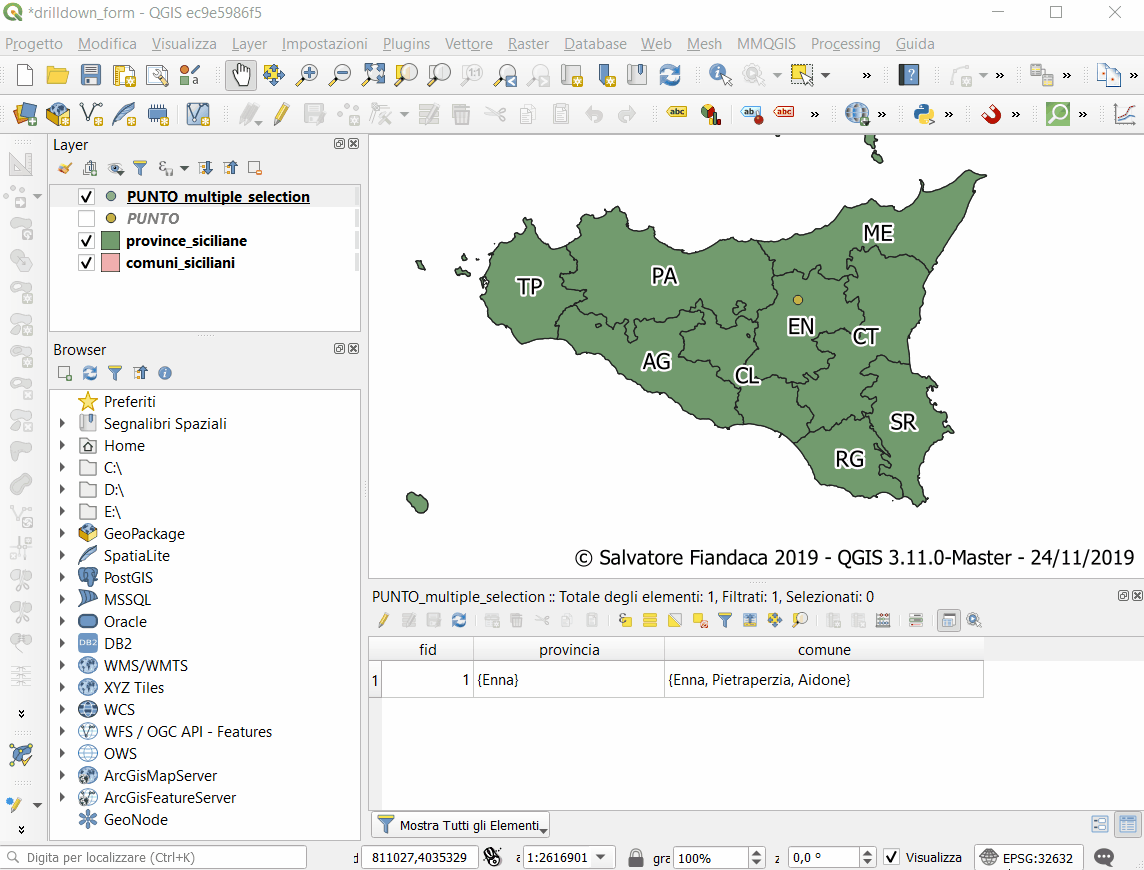 *drilldown_form - QGIS ec9e5986f5
Progetto Modifica Visualizza Layer Impostazioni Plugins Vettore Raster Database Web Mesh MMQGIS Processing Guida
Layer
PUNTO_multiple_selection
PUNTO
province_siciliane
comuni_siciliani
Browser
Preferiti
Segnalibri Spaziali
Home
C:\
D:\
E:\
GeoPackage
SpatiaLite
PostGIS
MSSQL
Oracle
DB2
WMS/WMTS
XYZ Tiles
WCS
WFS / OGC API - Features
OWS
ArcGisMapServer
ArcGisFeatureServer
GeoNode
ME
PA
TP
EN
CT
AG
CL
SR
RG
© Salvatore Fiandaca 2019 - QGIS 3.11.0-Master - 24/11/2019
PUNTO_multiple_selection :: Totale degli elementi: 1, Filtrati: 1, Selezionati: 0
fid provincia comune
1 1 {Enna} {Enna, Pietraperzia, Aidone}
Mostra Tutti gli Elementi
Digita per localizzare (Ctrl+K) 811027,4035329 1:2616901 gra 100% 0,0 ° Visualizza EPSG:32632